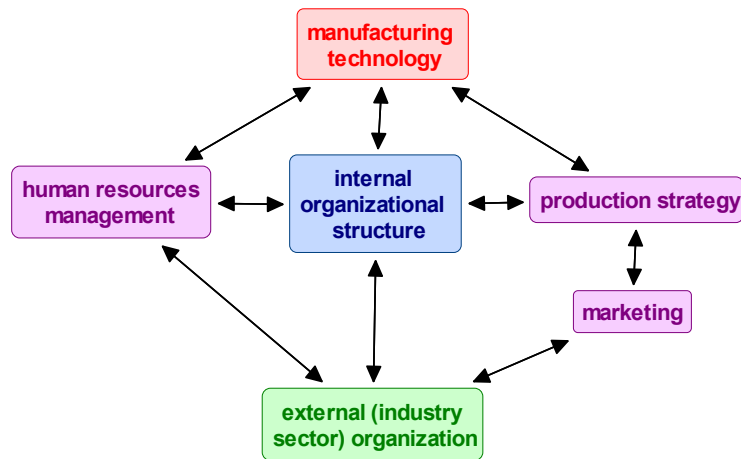 manufacturing
technology
human resources
management
internal
organizational
structure
production strategy
marketing
external (industry
sector) organization